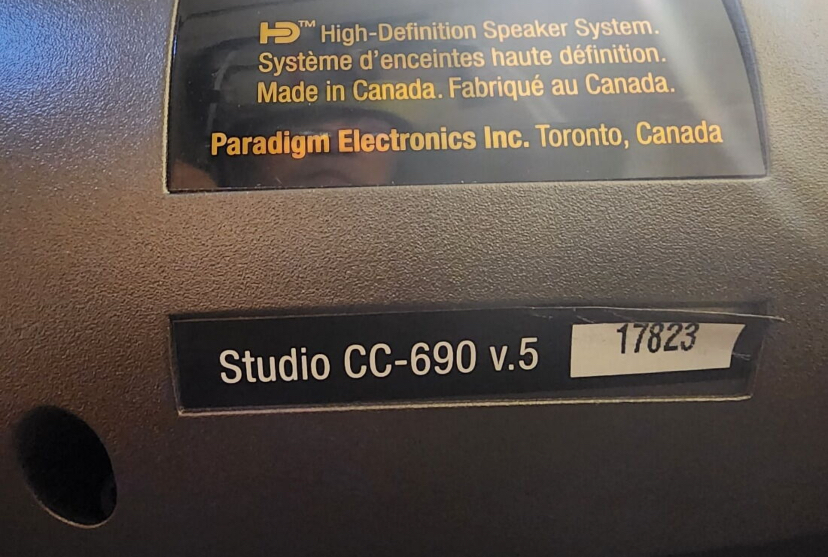 HD™ High-Definition Speaker System.
Système d'enceintes haute définition.
Made in Canada. Fabriqué au Canada.
Paradigm Electronics Inc. Toronto, Canada
Studio CC-690 v.5 17823